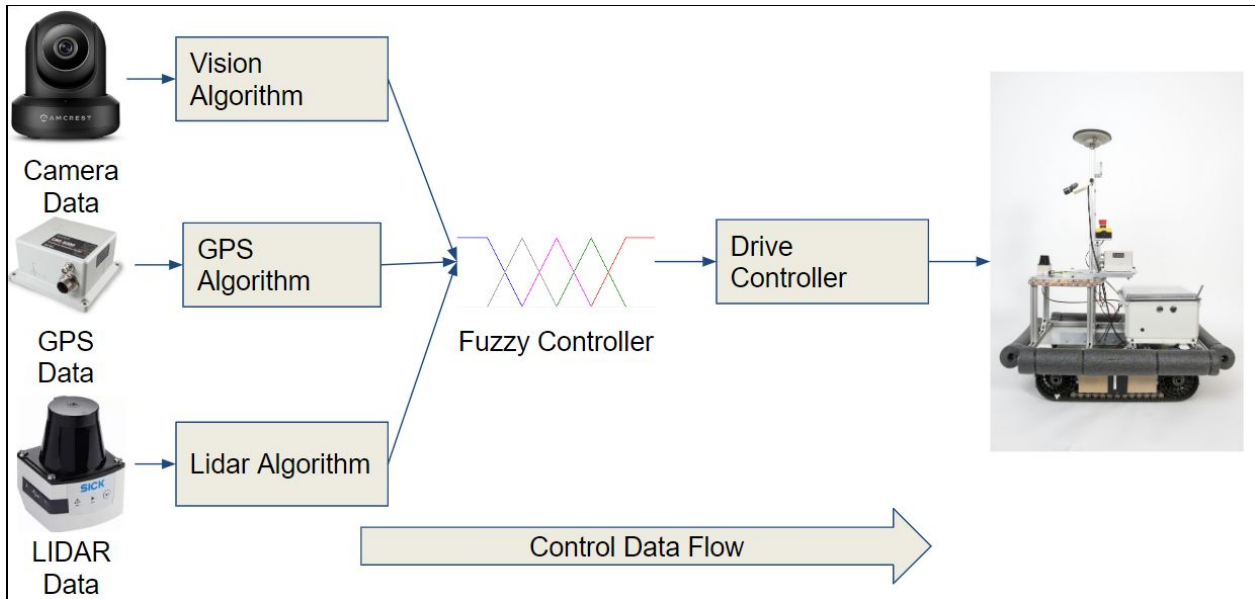 AMCREST
Camera
Data
Vision
Algorithm
GPS
Data
GPS
Algorithm
SICK
LIDAR
Data
Lidar Algorithm
Fuzzy Controller
Drive
Controller
Control Data Flow